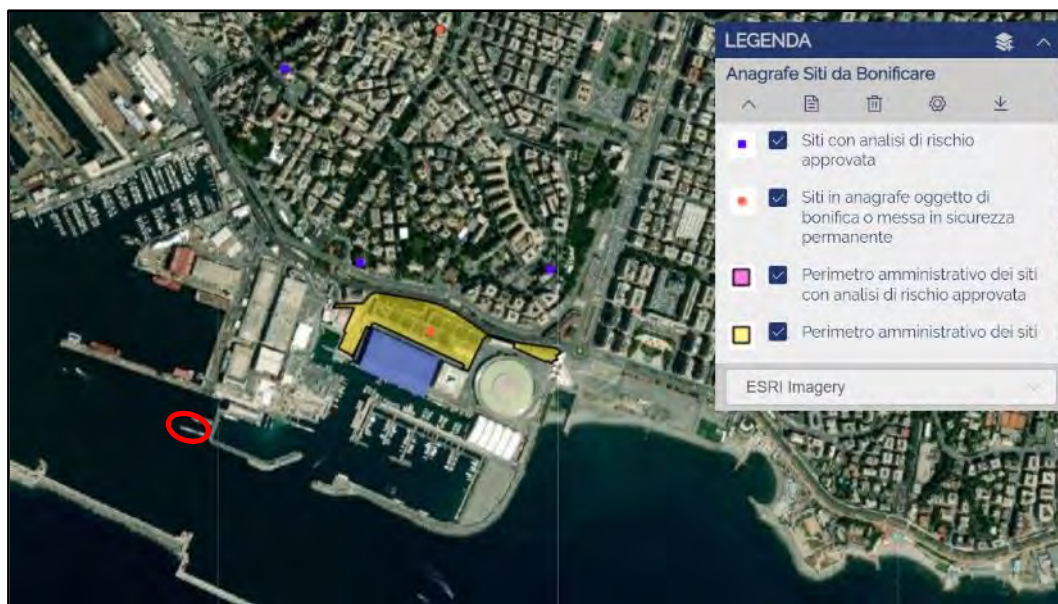 LEGENDA
Anagrafe Siti da Bonificare
Siti con analisi di rischio
approvata
Siti in anagrafe oggetto di
bonifica o messa in sicurezza
permanente
Perimetro amministrativo dei siti
con analisi di rischio approvata
Perimetro amministrativo dei siti
ESRI Imagery